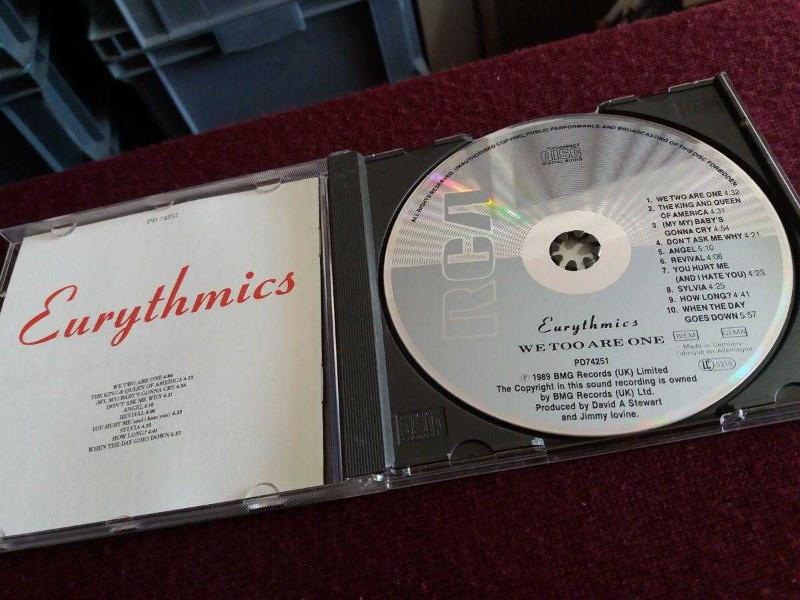 PD 74251
Eurythmics
WE TWO ARE ONE 4.06
THE KING & QUEEN OF AMERICA 4.33
(MY, MY) BABY'S GONNA CRY 4.54
DON'T ASK ME WHY 4.21
ANGEL 5.10
REVIVAL 4.06
YOU HURT ME (and i hate you) 4.23
SYLVIA 4.25
HOW LONG? 4.41
WHEN THE DAY GOES DOWN 5.57
ALL RIGHTS RESERVED. UNAUTHORISED COPYING, PUBLIC PERFORMANCE AND BROADCASTING OF THIS DISC FORBIDDEN
COMPACT
disc
DIGITAL AUDIO
RCA
1. WE TWO ARE ONE 4.32
2. THE KING AND QUEEN
OF AMERICA 4.31
3. (MY MY) BABY'S
GONNA CRY 4.54
4. DON'T ASK ME WHY 4.21
5. ANGEL 5.10
6. REVIVAL 4.06
7. YOU HURT ME
(AND I HATE YOU) 4.23
8. SYLVIA 4.25
9. HOW LONG? 4.41
10. WHEN THE DAY
GOES DOWN 5.57
Eurythmics
WE TOO ARE ONE
BIEM GEMA
Made in Germany
Fabriqué en Allemagne
LC 0316
PD74251
℗ 1989 BMG Records (UK) Limited
The Copyright in this sound recording is owned
by BMG Records (UK) Ltd.
Produced by David A Stewart
and Jimmy Iovine.